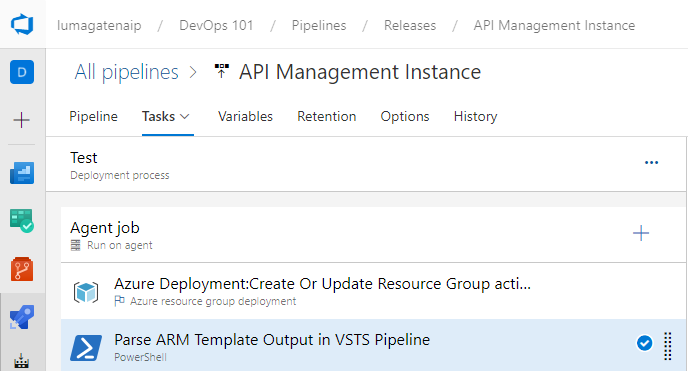 lumagatenaip / DevOps 101 / Pipelines / Releases / API Management Instance
D
All pipelines > API Management Instance
Pipeline Tasks Variables Retention Options History
Test
Deployment process
Agent job
Run on agent
Azure Deployment:Create Or Update Resource Group acti...
Azure resource group deployment
Parse ARM Template Output in VSTS Pipeline
PowerShell